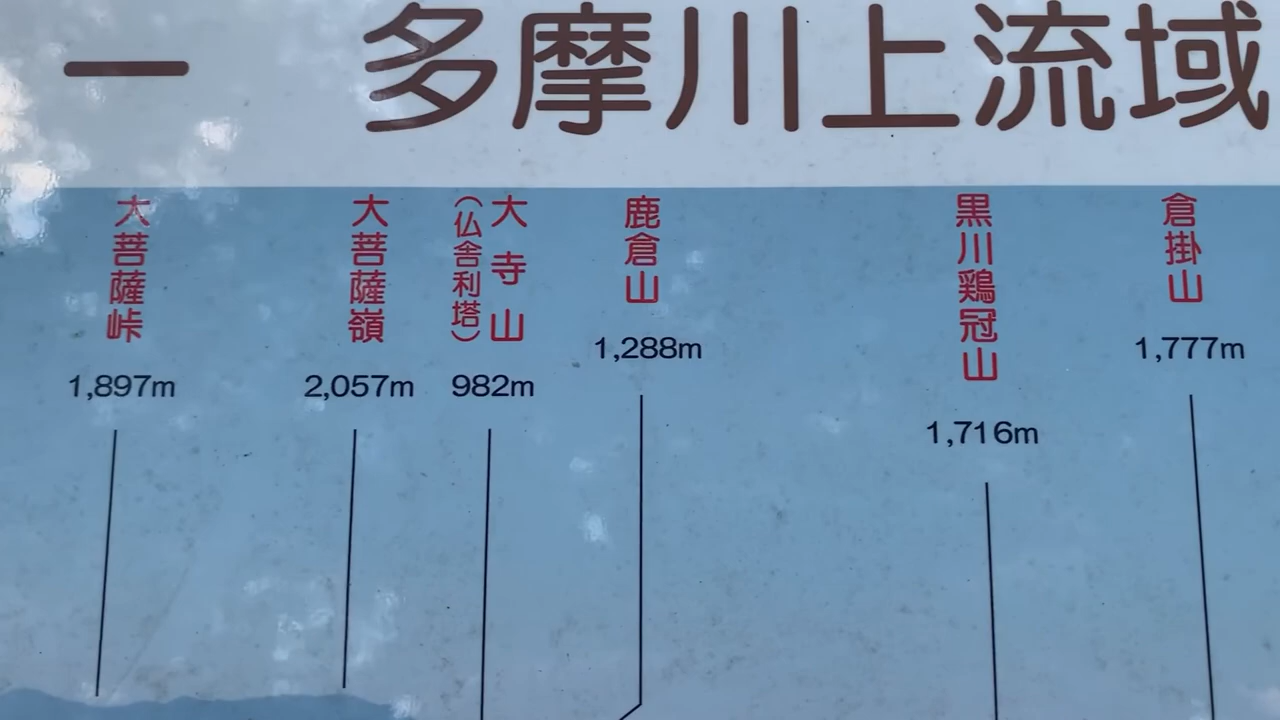 ー 多摩川上流域
大菩薩峠
1,897m
大菩薩嶺
2,057m
大寺山
（仏舎利塔）
982m
鹿倉山
1,288m
黒川鶏冠山
1,716m
倉掛山
1,777m